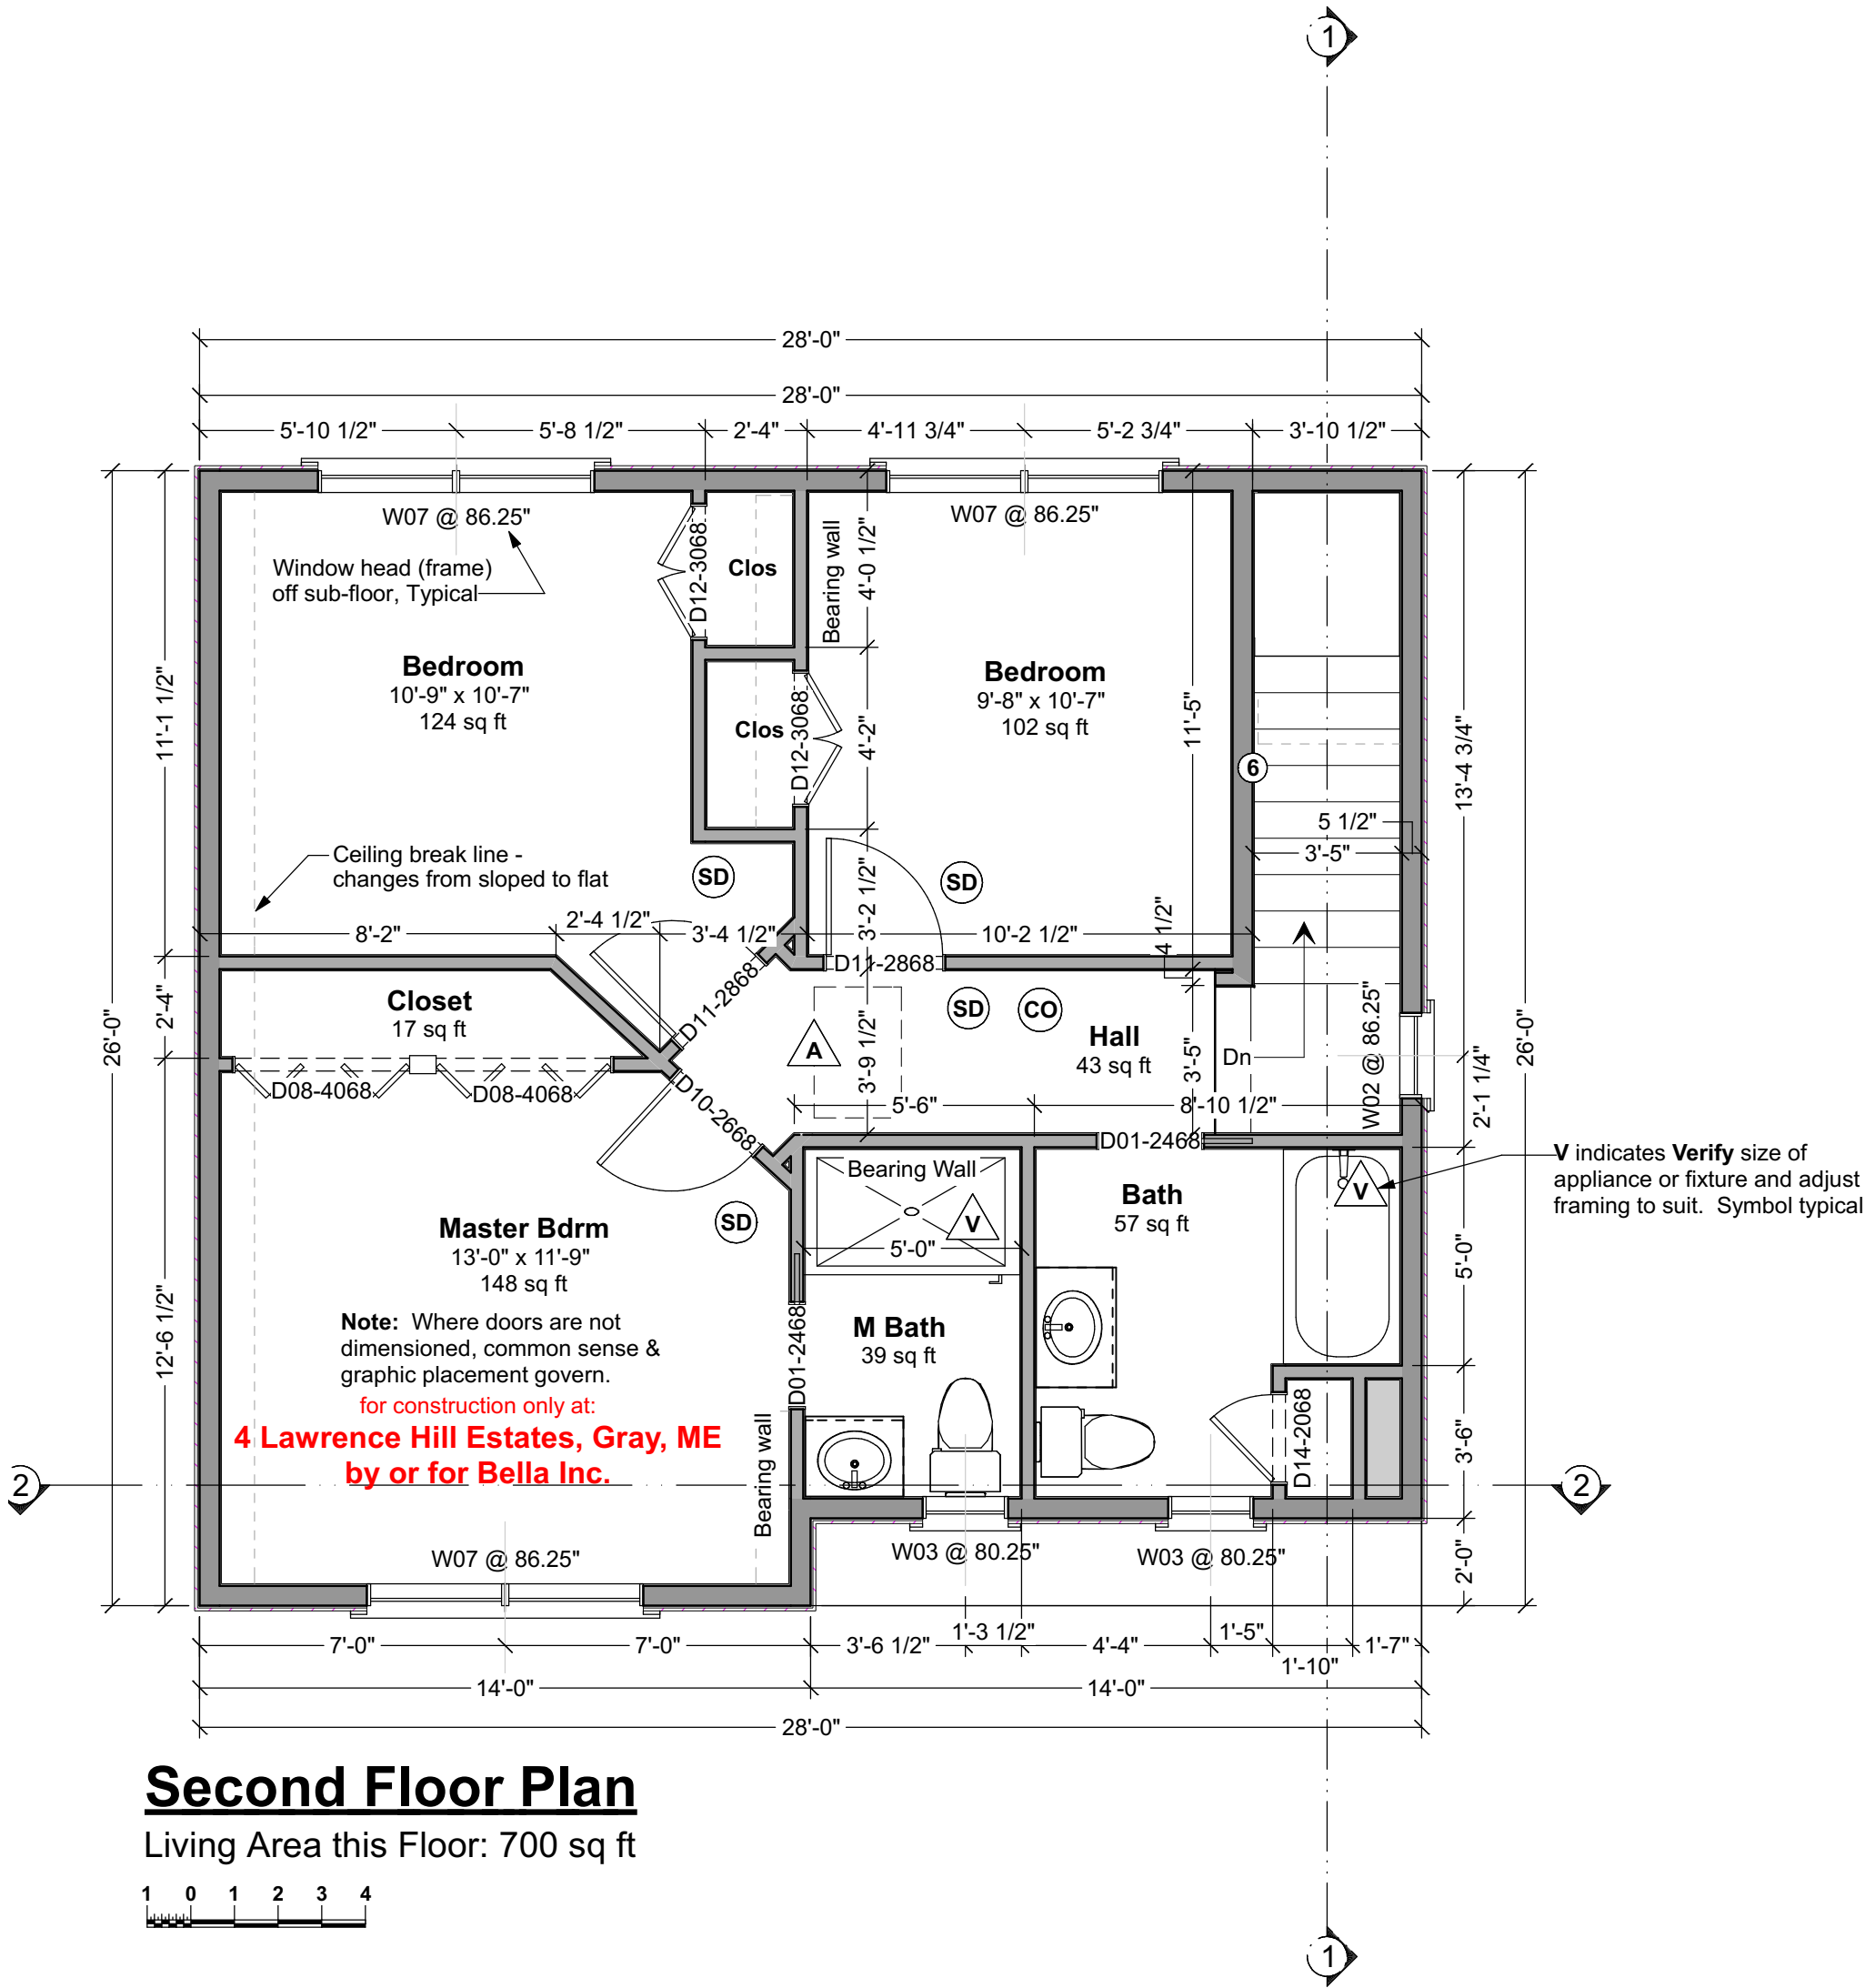 1
28'-0"
28'-0"
5'-10 1/2"
5'-8 1/2"
2'-4"
4'-11 3/4"
5'-2 3/4"
3'-10 1/2"
W07 @ 86.25"
W07 @ 86.25"
Window head (frame)
off sub-floor, Typical
D12-3068
Clos
Bearing wall
4'-0 1/2"
Bedroom
10'-9" x 10'-7"
124 sq ft
Bedroom
9'-8" x 10'-7"
102 sq ft
11'-1 1/2"
Clos
D12-3068
4'-2"
11'-5"
6
13'-4 3/4"
5 1/2"
3'-5"
Ceiling break line -
changes from sloped to flat
SD
SD
3'-2 1/2"
8'-2"
2'-4 1/2"
3'-4 1/2"
10'-2 1/2"
4 1/2"
D11-2868
D11-2868
Closet
17 sq ft
2'-4"
26'-0"
SD
CO
A
Hall
43 sq ft
3'-9 1/2"
3'-5"
Dn
W02 @ 86.25"
26'-0"
2'-1 1/4"
D08-4068
D08-4068
D10-2668
5'-6"
8'-10 1/2"
D01-2468
V indicates Verify size of
appliance or fixture and adjust
framing to suit. Symbol typical
Bearing Wall
V
V
5'-0"
Bath
57 sq ft
SD
Master Bdrm
13'-0" x 11'-9"
148 sq ft
5'-0"
12'-6 1/2"
Note: Where doors are not
dimensioned, common sense &
graphic placement govern.
for construction only at:
4 Lawrence Hill Estates, Gray, ME
by or for Bella Inc.
D01-2468
M Bath
39 sq ft
Bearing wall
D14-2068
3'-6"
2
2
W07 @ 86.25"
W03 @ 80.25"
W03 @ 80.25"
2'-0"
7'-0"
7'-0"
3'-6 1/2"
1'-3 1/2"
4'-4"
1'-5"
1'-10"
1'-7"
14'-0"
14'-0"
28'-0"
Second Floor Plan
Living Area this Floor: 700 sq ft
1 0 1 2 3 4
1